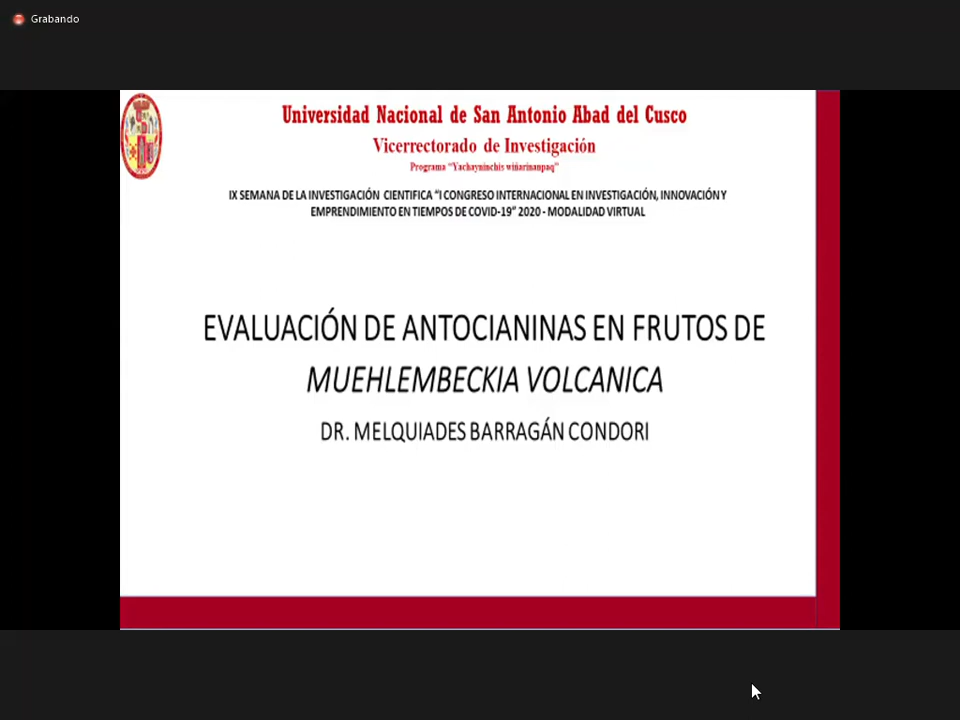 Grabando
Universidad Nacional de San Antonio Abad del Cusco
Vicerrectorado de Investigación
Programa "Yachayninchis wiñarinanpaq"
IX SEMANA DE LA INVESTIGACIÓN CIENTIFICA "I CONGRESO INTERNACIONAL EN INVESTIGACIÓN, INNOVACIÓN Y
EMPRENDIMIENTO EN TIEMPOS DE COVID-19" 2020 - MODALIDAD VIRTUAL
EVALUACIÓN DE ANTOCIANINAS EN FRUTOS DE
MUEHLEMBECKIA VOLCANICA
DR. MELQUIADES BARRAGÁN CONDORI